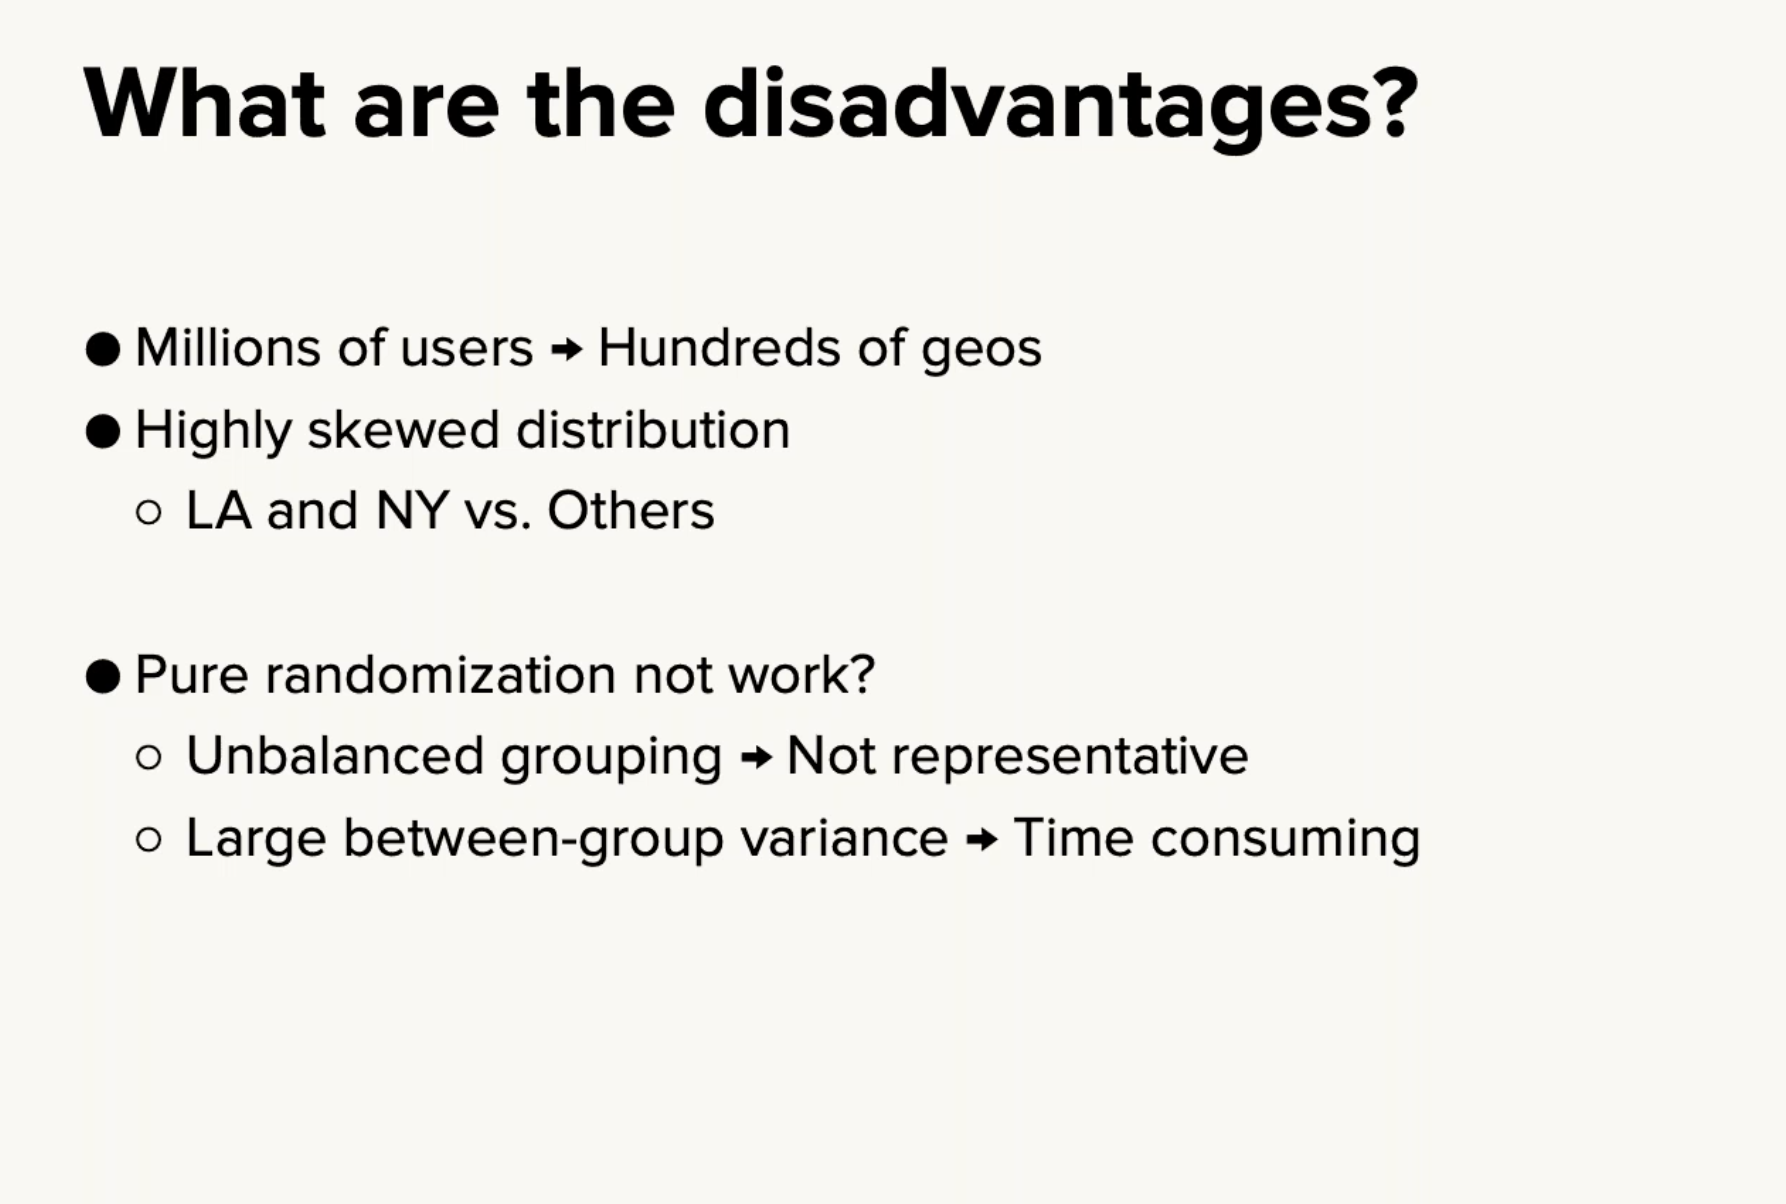 What are the disadvantages?
● Millions of users → Hundreds of geos
● Highly skewed distribution
○ LA and NY vs. Others
● Pure randomization not work?
○ Unbalanced grouping → Not representative
○ Large between-group variance → Time consuming